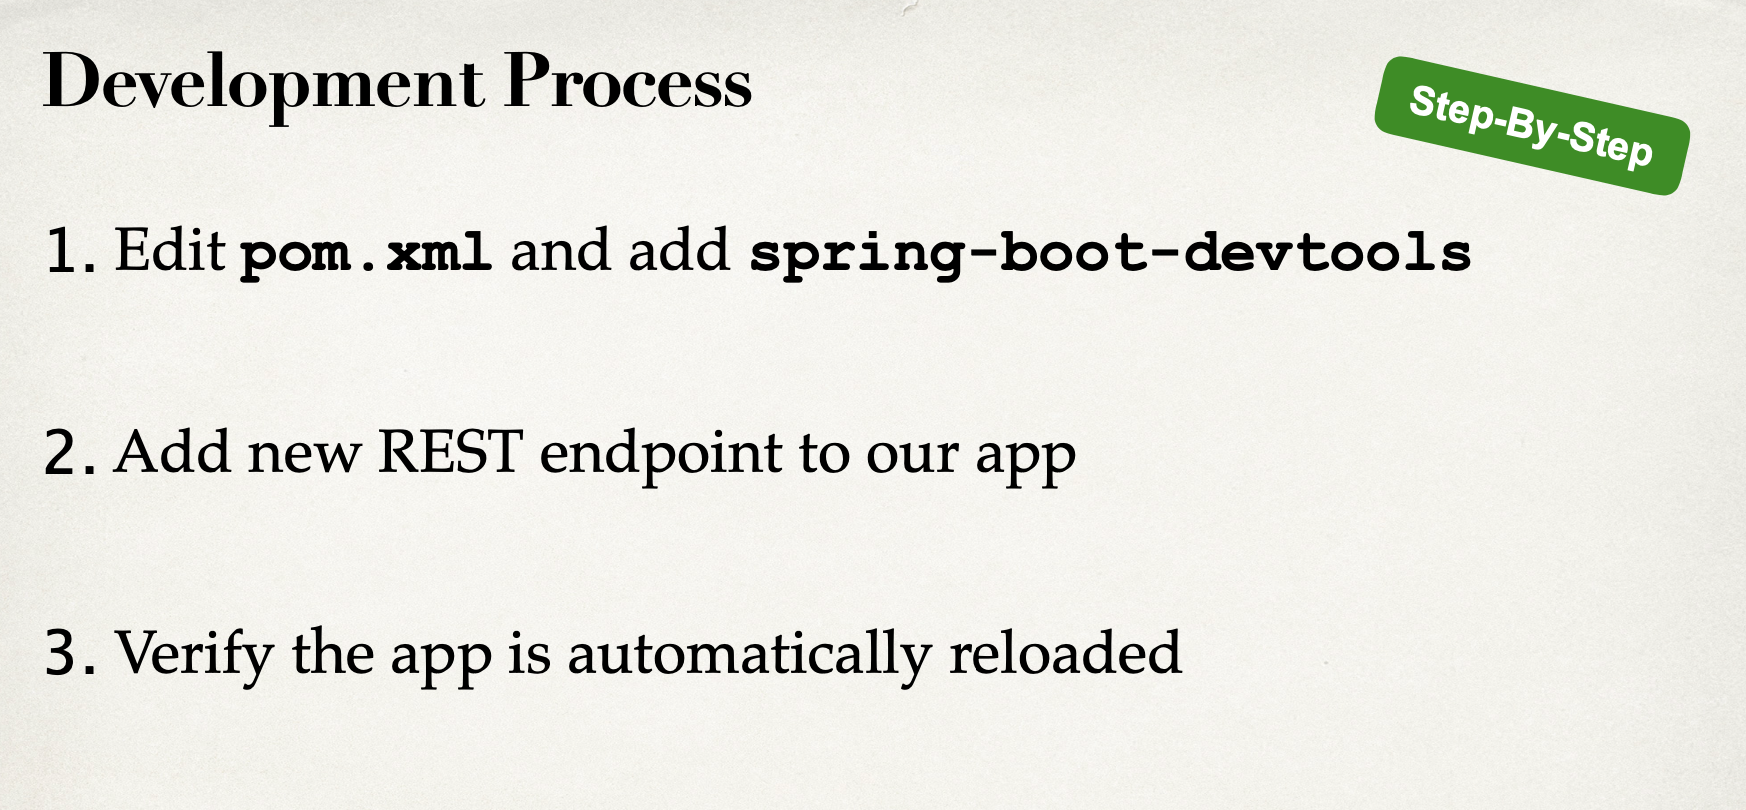 Development Process
Step-By-Step
1. Edit pom.xml and add spring-boot-devtools
2. Add new REST endpoint to our app
3. Verify the app is automatically reloaded